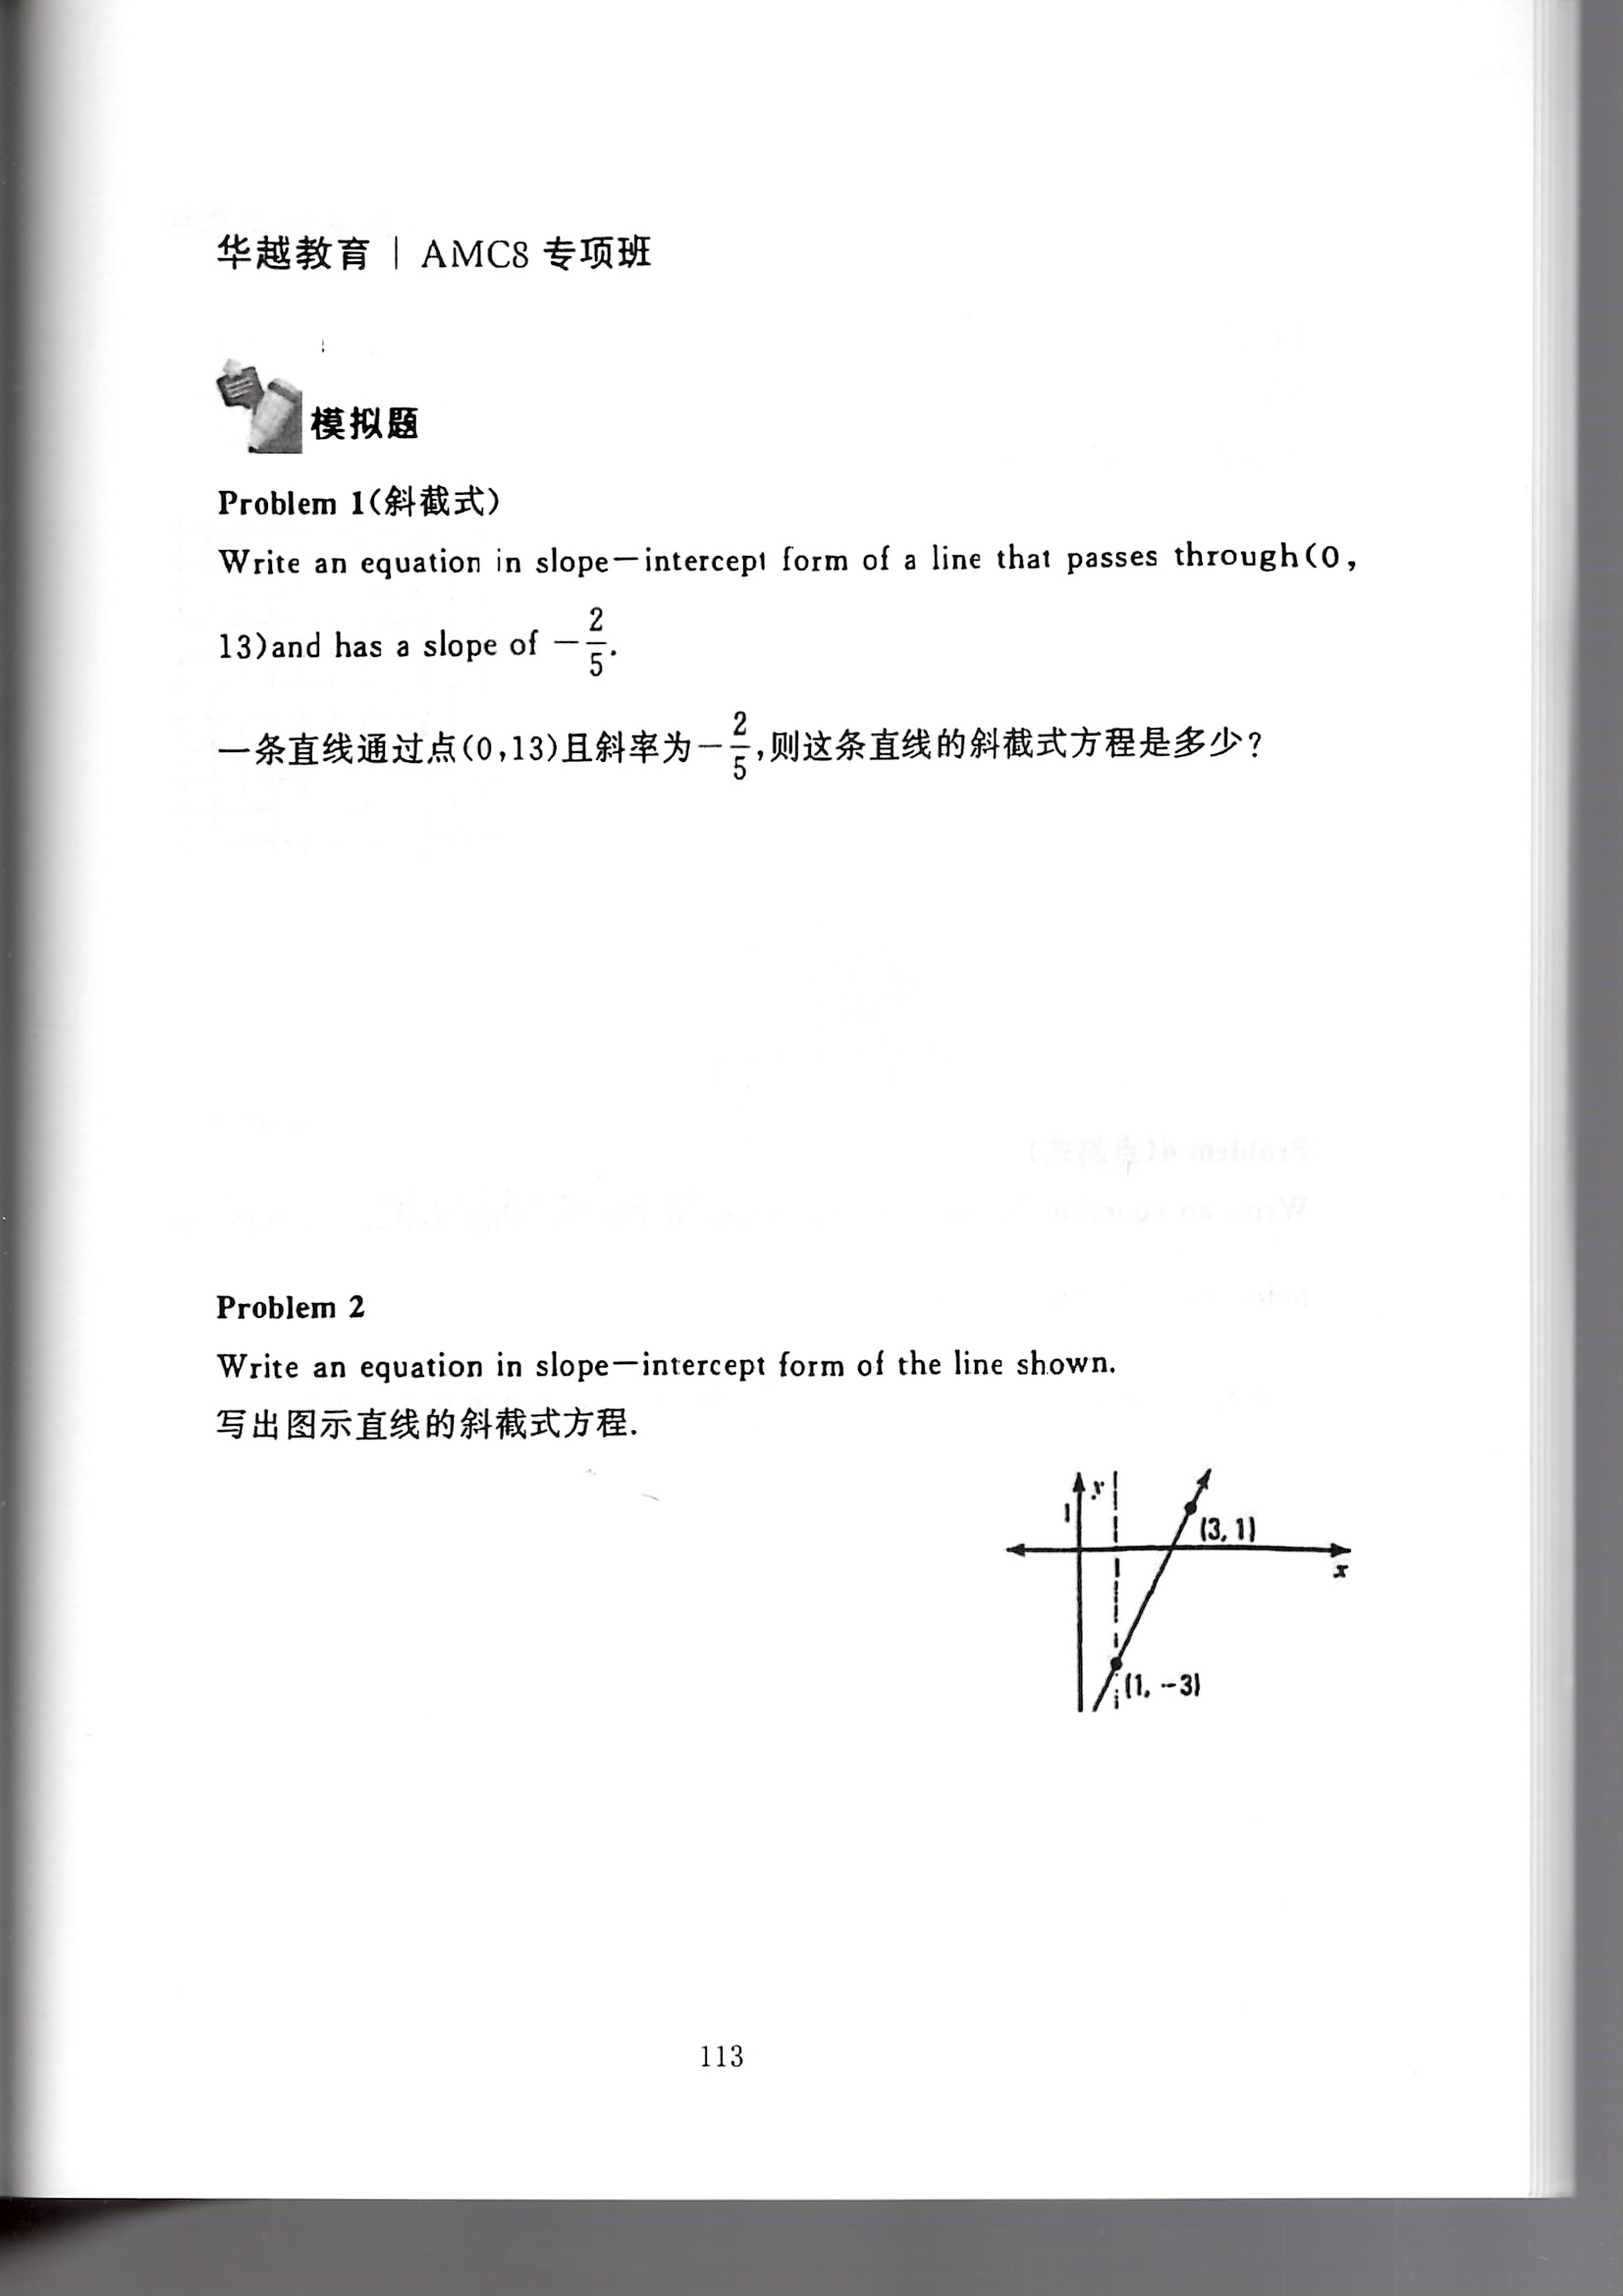 华越教育 | AMC8 专项班
模拟题
Problem 1(斜截式)
Write an equation in slope—intercept form of a line that passes through(0,
13)and has a slope of —2/5.
一条直线通过点(0,13)且斜率为—2/5,则这条直线的斜截式方程是多少?
Problem 2
Write an equation in slope—intercept form of the line shown.
写出图示直线的斜截式方程.
y
1
(3, 1)
x
(1, -3)
113